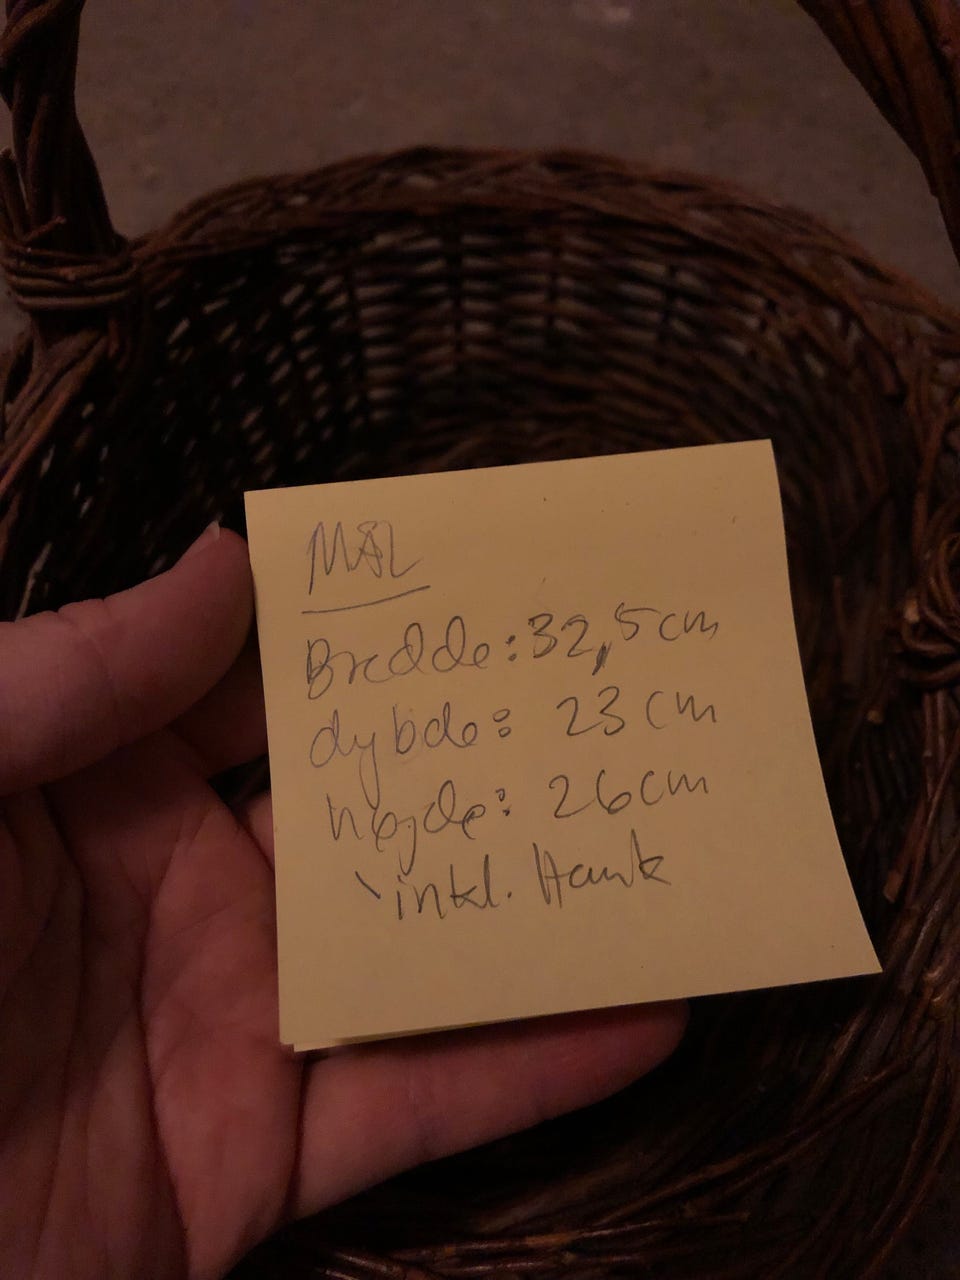 MÅL
Bredde: 32,5 cm
dybde: 23 cm
højde: 26 cm
inkl. Hank